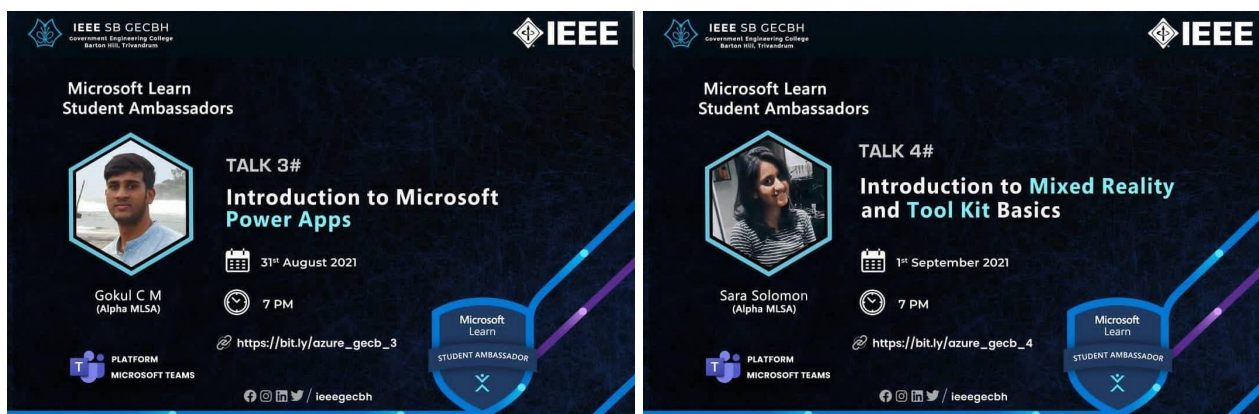 IEEE SB GECBH
Government Engineering College
Barton Hill, Trivandrum
IEEE
Microsoft Learn
Student Ambassadors
TALK 3#
Introduction to Microsoft
Power Apps
31st August 2021
7 PM
Gokul C M
(Alpha MLSA)
https://bit.ly/azure_gecb_3
T
PLATFORM
MICROSOFT TEAMS
Microsoft
Learn
STUDENT AMBASSADOR
/ ieeegecbh
IEEE SB GECBH
Government Engineering College
Barton Hill, Trivandrum
IEEE
Microsoft Learn
Student Ambassadors
TALK 4#
Introduction to Mixed Reality
and Tool Kit Basics
1st September 2021
7 PM
Sara Solomon
(Alpha MLSA)
https://bit.ly/azure_gecb_4
T
PLATFORM
MICROSOFT TEAMS
Microsoft
Learn
STUDENT AMBASSADOR
/ ieeegecbh